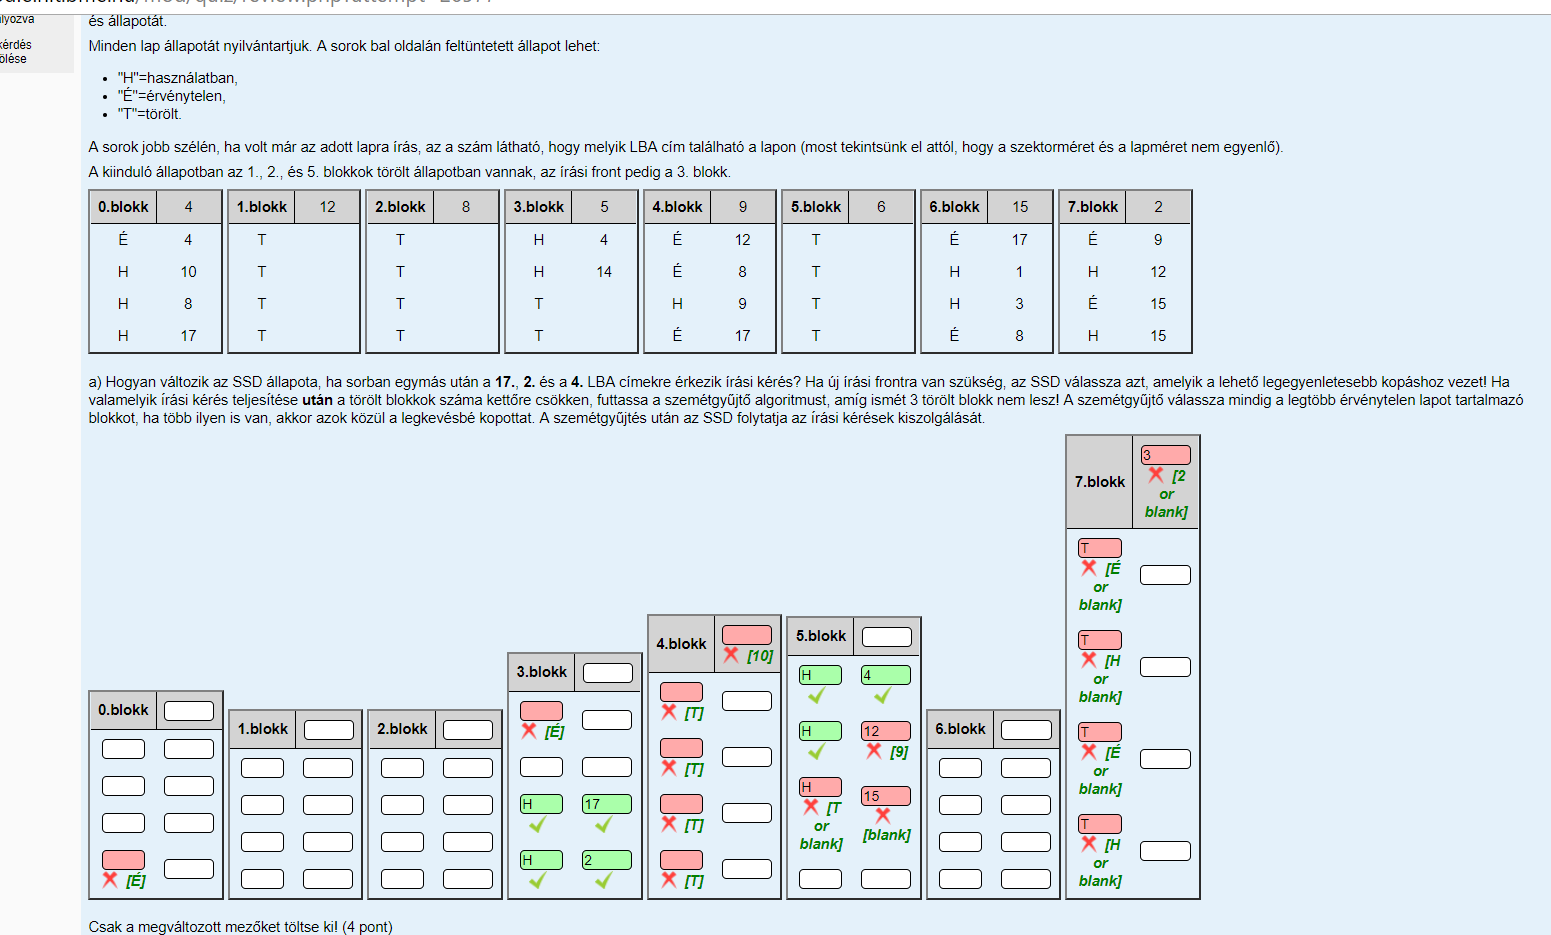 lyozva
kérdés
ölése
és állapotát.
Minden lap állapotát nyilvántartjuk. A sorok bal oldalán feltüntetett állapot lehet:
• "H"=használatban,
• "É"=érvénytelen,
• "T"=törölt.
A sorok jobb szélén, ha volt már az adott lapra írás, az a szám látható, hogy melyik LBA cím található a lapon (most tekintsünk el attól, hogy a szektorméret és a lapméret nem egyenlő).
A kiinduló állapotban az 1., 2., és 5. blokkok törölt állapotban vannak, az írási front pedig a 3. blokk.
0.blokk 4 1.blokk 12 2.blokk 8 3.blokk 5 4.blokk 9 5.blokk 6 6.blokk 15 7.blokk 2
É 4 T T H 4 É 12 T É 17 É 9
H 10 T T H 14 É 8 T H 1 H 12
H 8 T T T H 9 T H 3 É 15
H 17 T T T É 17 T É 8 H 15
a) Hogyan változik az SSD állapota, ha sorban egymás után a 17., 2. és a 4. LBA címekre érkezik írási kérés? Ha új írási frontra van szükség, az SSD válassza azt, amelyik a lehető legegyenletesebb kopáshoz vezet! Ha
valamelyik írási kérés teljesítése után a törölt blokkok száma kettőre csökken, futtassa a szemétgyűjtő algoritmust, amíg ismét 3 törölt blokk nem lesz! A szemétgyűjtő válassza mindig a legtöbb érvénytelen lapot tartalmazó
blokkot, ha több ilyen is van, akkor azok közül a legkevésbé kopottat. A szemétgyűjtés után az SSD folytatja az írási kérések kiszolgálását.
0.blokk
[É]
1.blokk
2.blokk
3.blokk
[É]
H 17
H 2
4.blokk
[10]
[T]
[T]
[T]
[T]
5.blokk
H 4
H 12
[9]
H 15
[T
or
blank]
[blank]
6.blokk
7.blokk
3
[2
or
blank]
T
[É
or
blank]
T
[H
or
blank]
T
[É
or
blank]
T
[H
or
blank]
Csak a megváltozott mezőket töltse ki! (4 pont)